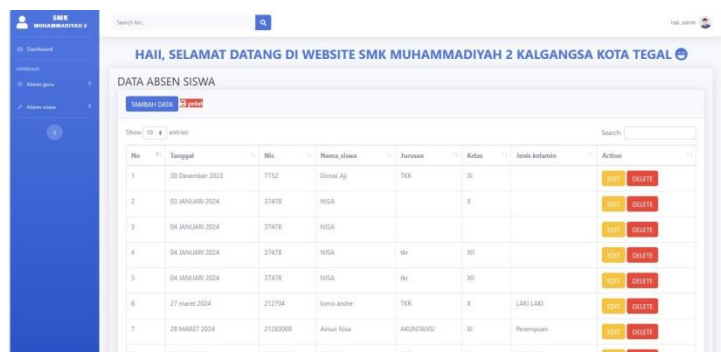 SMK
MUHAMMADIYAH 2
Search for...
Hai, admin
Dashboard
HAII, SELAMAT DATANG DI WEBSITE SMK MUHAMMADIYAH 2 KALGANGSA KOTA TEGAL
Absen guru
Absen siswa
DATA ABSEN SISWA
TAMBAH DATA print
Show 10 entries Search:
No Tanggal Nis Nama_siswa Jurusan Kelas Jenis kelamin Action
1 30 Desember 2023 7752 Dimas Aji TKR XI EDIT DELETE
2 03 JANUARI 2024 37478 NISA X EDIT DELETE
3 04 JANUARI 2024 37478 NISA EDIT DELETE
4 04 JANUARI 2024 37478 NISA tkr XII EDIT DELETE
5 04 JANUARI 2024 37478 NISA tkr XII EDIT DELETE
6 27 maret 2024 212704 bimo andre TKR X LAKI LAKI EDIT DELETE
7 28 MARET 2024 21283009 Ainun Nisa AKUNTANSI XI Perempuan EDIT DELETE